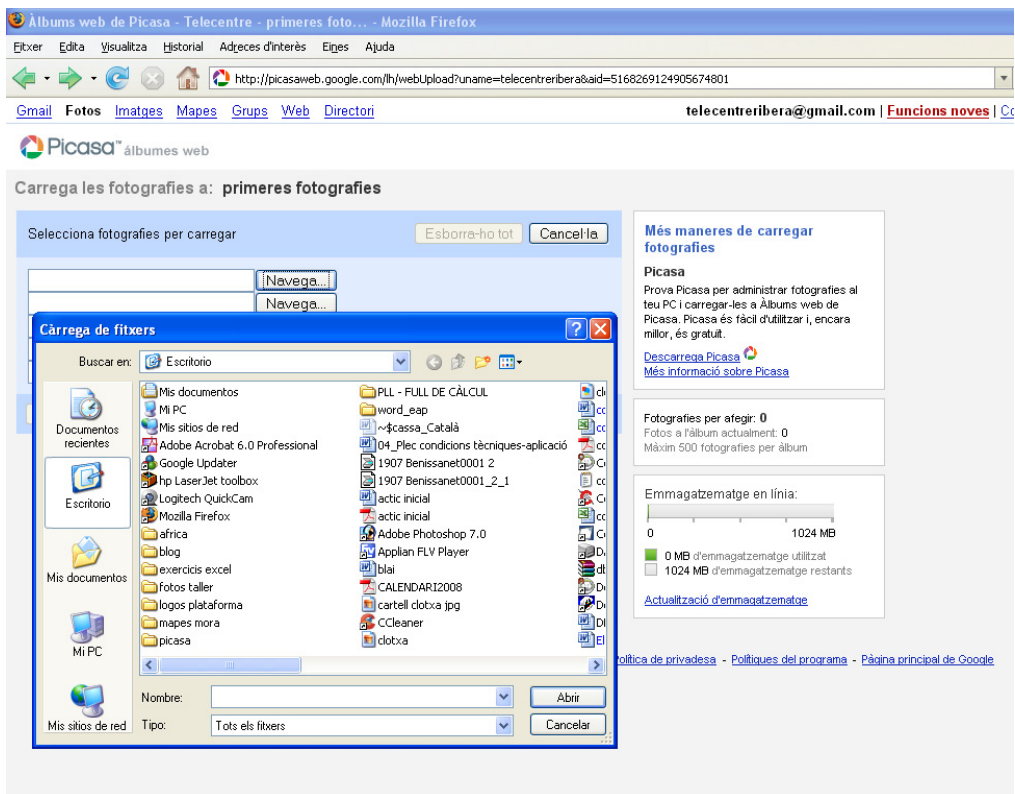 Àlbums web de Picasa - Telecentre - primeres foto... - Mozilla Firefox
Fitxer Edita Visualitza Historial Adreces d'interès Eines Ajuda
http://picasaweb.google.com/lh/webUpload?uname=telecentreribera&aid=5168269124905674801
Gmail Fotos Imatges Mapes Grups Web Directori
telecentreribera@gmail.com | Funcions noves |
Picasa™ álbumes web
Carrega les fotografies a: primeres fotografies
Selecciona fotografies per carregar
Esborra-ho tot
Cancel·la
Navega...
Navega...
Càrrega de fitxers
Buscar en: Escritorio
Documentos recientes
Escritorio
Mis documentos
Mi PC
Mis sitios de red
Mis documentos
Mi PC
Mis sitios de red
Adobe Acrobat 6.0 Professional
Google Updater
hp LaserJet toolbox
Logitech QuickCam
Mozilla Firefox
africa
blog
exercicis excel
fotos taller
logos plataforma
mapes mora
picasa
PLL - FULL DE CÀLCUL
word_eap
~$cassa_Català
04_Plec condicions tècniques-aplicació
1907 Benissanet0001 2
1907 Benissanet0001_2_1
actic inicial
actic inicial
Adobe Photoshop 7.0
Applian FLV Player
blai
CALENDARI2008
cartell clotxa jpg
CCleaner
clotxa
Nombre:
Abrir
Tipo: Tots els fitxers
Cancelar
Més maneres de carregar
fotografies
Picasa
Prova Picasa per administrar fotografies al
teu PC i carregar-les a Àlbums web de
Picasa. Picasa és fàcil d'utilitzar i, encara
millor, és gratuït.
Descarrega Picasa
Més informació sobre Picasa
Fotografies per afegir: 0
Fotos a l'àlbum actualment: 0
Màxim 500 fotografies per àlbum
Emmagatzematge en línia:
0 1024 MB
0 MB d'emmagatzematge utilitzat
1024 MB d'emmagatzematge restants
Actualització d'emmagatzematge
Política de privadesa - Polítiques del programa - Pàgina principal de Google